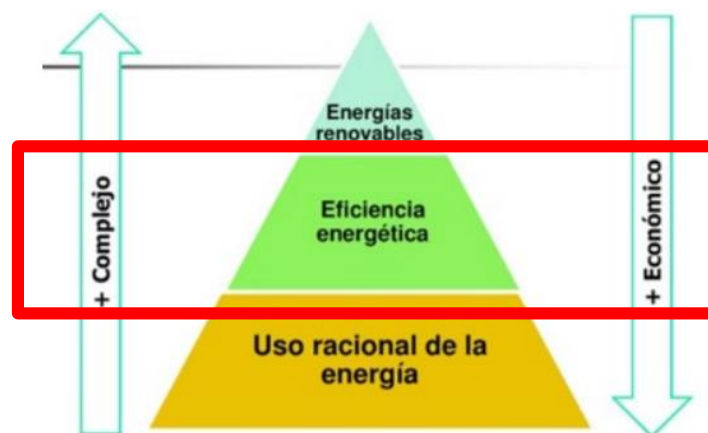 Energías
renovables
Eficiencia
energética
Uso racional de la
energía
+ Complejo
+ Económico